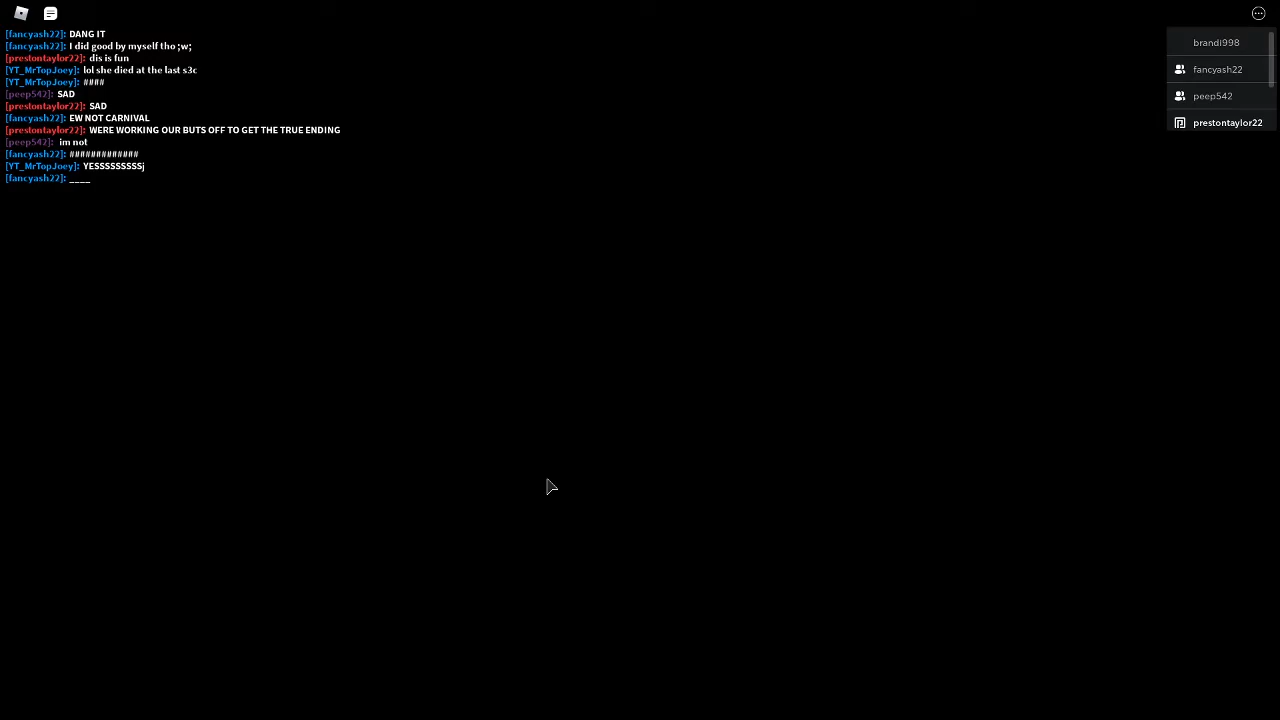 [fancyash22]: DANG IT
[fancyash22]: I did good by myself tho ;w;
[prestontaylor22]: dis is fun
[YT_MrTopJoey]: lol she died at the last s3c
[YT_MrTopJoey]: ####
[peep542]: SAD
[prestontaylor22]: SAD
[fancyash22]: EW NOT CARNIVAL
[prestontaylor22]: WERE WORKING OUR BUTS OFF TO GET THE TRUE ENDING
[peep542]: im not
[fancyash22]: #############
[YT_MrTopJoey]: YESSSSSSSSSj
[fancyash22]: ____
brandi998
fancyash22
peep542
prestontaylor22